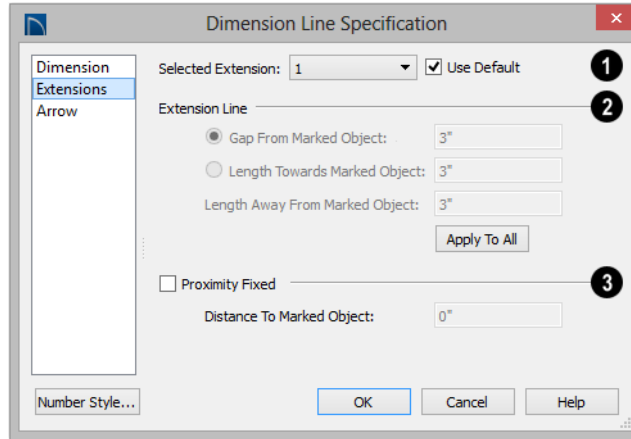 Dimension Line Specification
x
Dimension
Extensions
Arrow
Selected Extension: 1 Use Default 1
Extension Line 2
Gap From Marked Object: 3"
Length Towards Marked Object: 3"
Length Away From Marked Object: 3"
Apply To All
Proximity Fixed 3
Distance To Marked Object: 0"
Number Style... OK Cancel Help